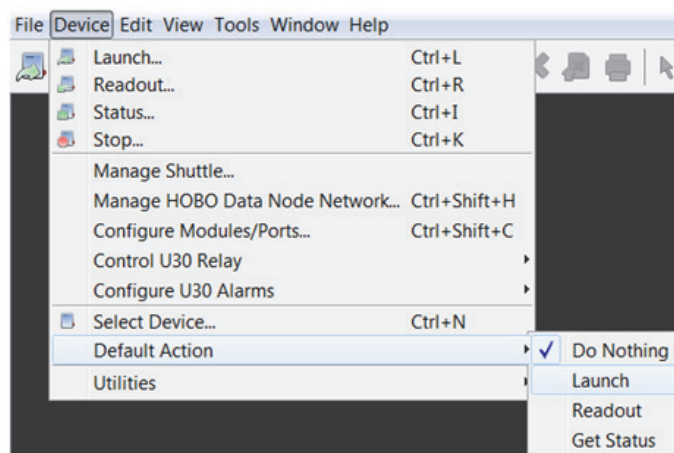 File Device Edit View Tools Window Help
Launch... Ctrl+L
Readout... Ctrl+R
Status... Ctrl+I
Stop... Ctrl+K
Manage Shuttle...
Manage HOBO Data Node Network... Ctrl+Shift+H
Configure Modules/Ports... Ctrl+Shift+C
Control U30 Relay
Configure U30 Alarms
Select Device... Ctrl+N
Default Action
Utilities
Do Nothing
Launch
Readout
Get Status